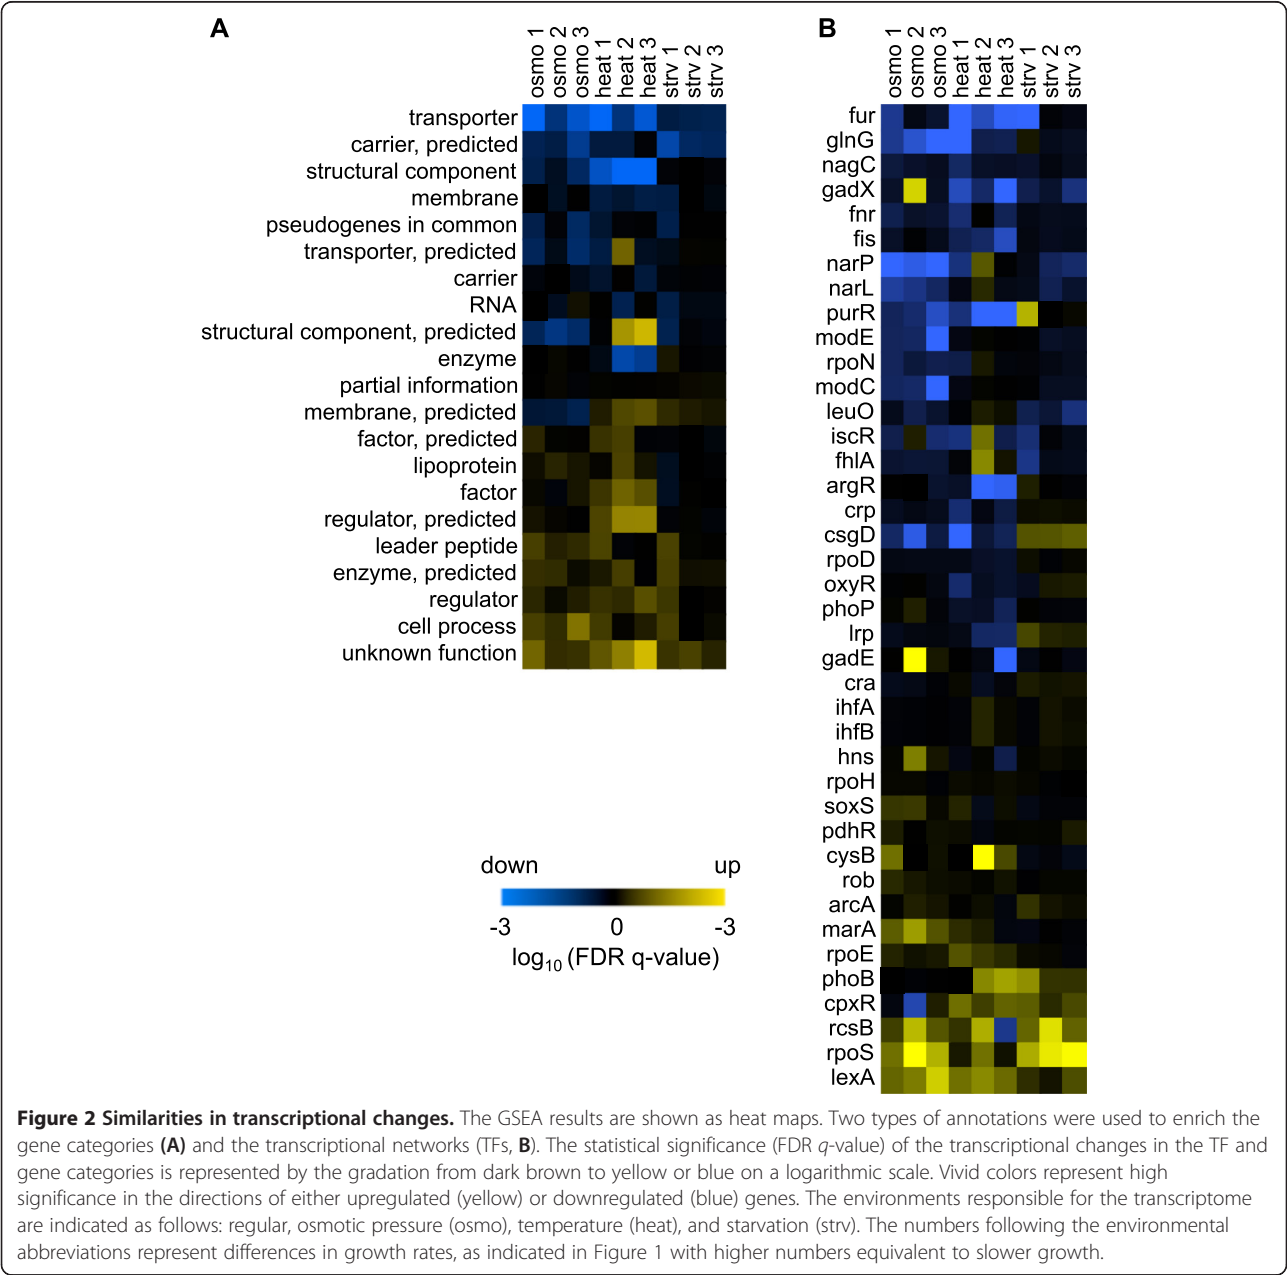 A
osmo 1
osmo 2
osmo 3
heat 1
heat 2
heat 3
strv 1
strv 2
strv 3
transporter
carrier, predicted
structural component
membrane
pseudogenes in common
transporter, predicted
carrier
RNA
structural component, predicted
enzyme
partial information
membrane, predicted
factor, predicted
lipoprotein
factor
regulator, predicted
leader peptide
enzyme, predicted
regulator
cell process
unknown function
down up
-3 0 -3
log10 (FDR q-value)
B
osmo 1
osmo 2
osmo 3
heat 1
heat 2
heat 3
strv 1
strv 2
strv 3
fur
glnG
nagC
gadX
fnr
fis
narP
narL
purR
modE
rpoN
modC
leuO
iscR
fhlA
argR
crp
csgD
rpoD
oxyR
phoP
lrp
gadE
cra
ihfA
ihfB
hns
rpoH
soxS
pdhR
cysB
rob
arcA
marA
rpoE
phoB
cpxR
rcsB
rpoS
lexA
Figure 2 Similarities in transcriptional changes. The GSEA results are shown as heat maps. Two types of annotations were used to enrich the
gene categories (A) and the transcriptional networks (TFs, B). The statistical significance (FDR q-value) of the transcriptional changes in the TF and
gene categories is represented by the gradation from dark brown to yellow or blue on a logarithmic scale. Vivid colors represent high
significance in the directions of either upregulated (yellow) or downregulated (blue) genes. The environments responsible for the transcriptome
are indicated as follows: regular, osmotic pressure (osmo), temperature (heat), and starvation (strv). The numbers following the environmental
abbreviations represent differences in growth rates, as indicated in Figure 1 with higher numbers equivalent to slower growth.